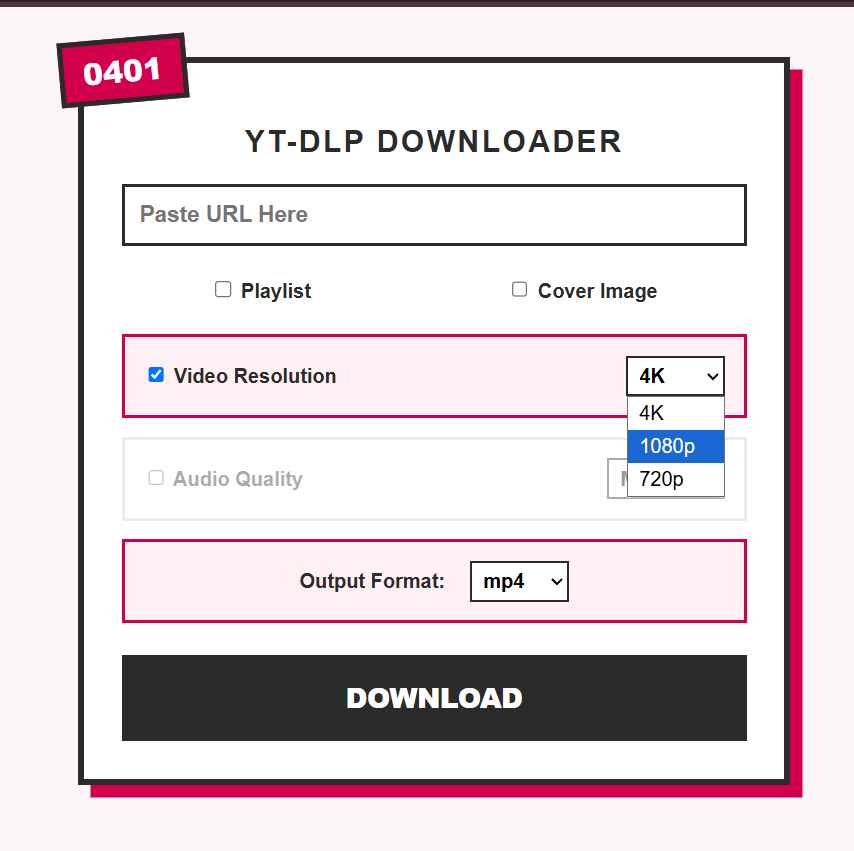 0401
YT-DLP DOWNLOADER
Paste URL Here
Playlist Cover Image
Video Resolution 4K
4K
1080p
Audio Quality 720p
Output Format: mp4
DOWNLOAD